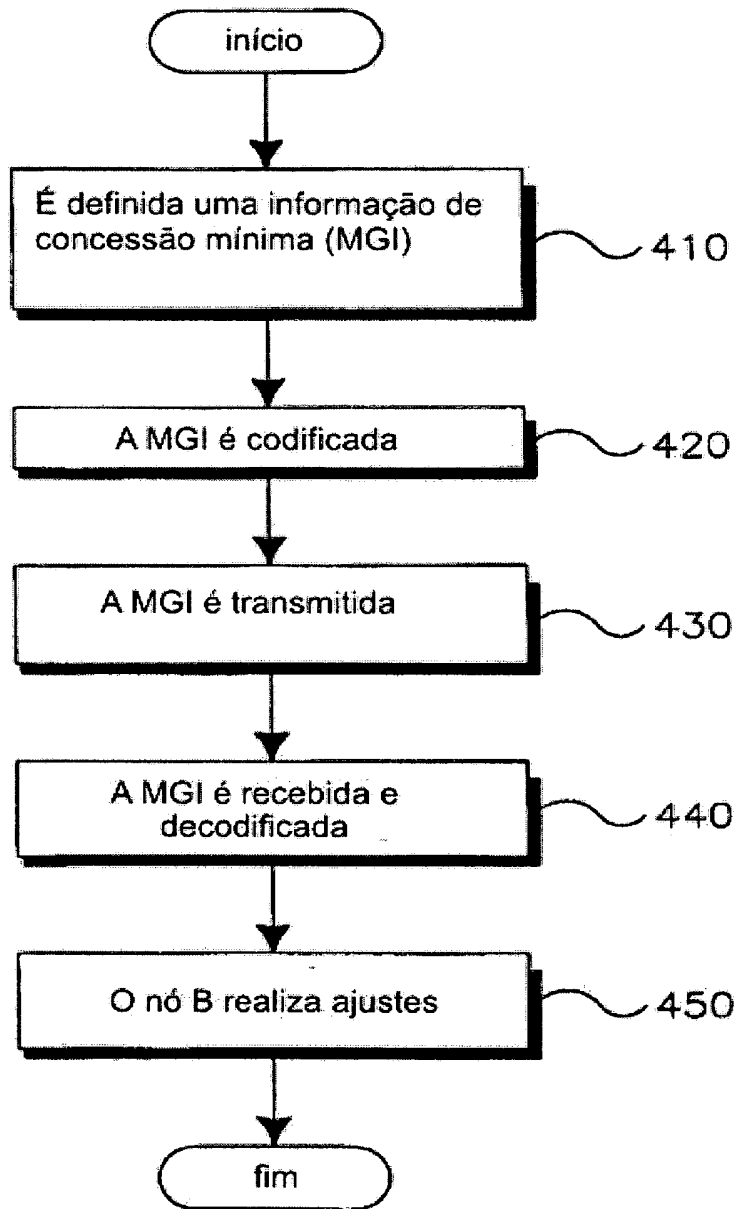 início
É definida uma informação de
concessão mínima (MGI)
410
A MGI é codificada
420
A MGI é transmitida
430
A MGI é recebida e
decodificada
440
O nó B realiza ajustes
450
fim